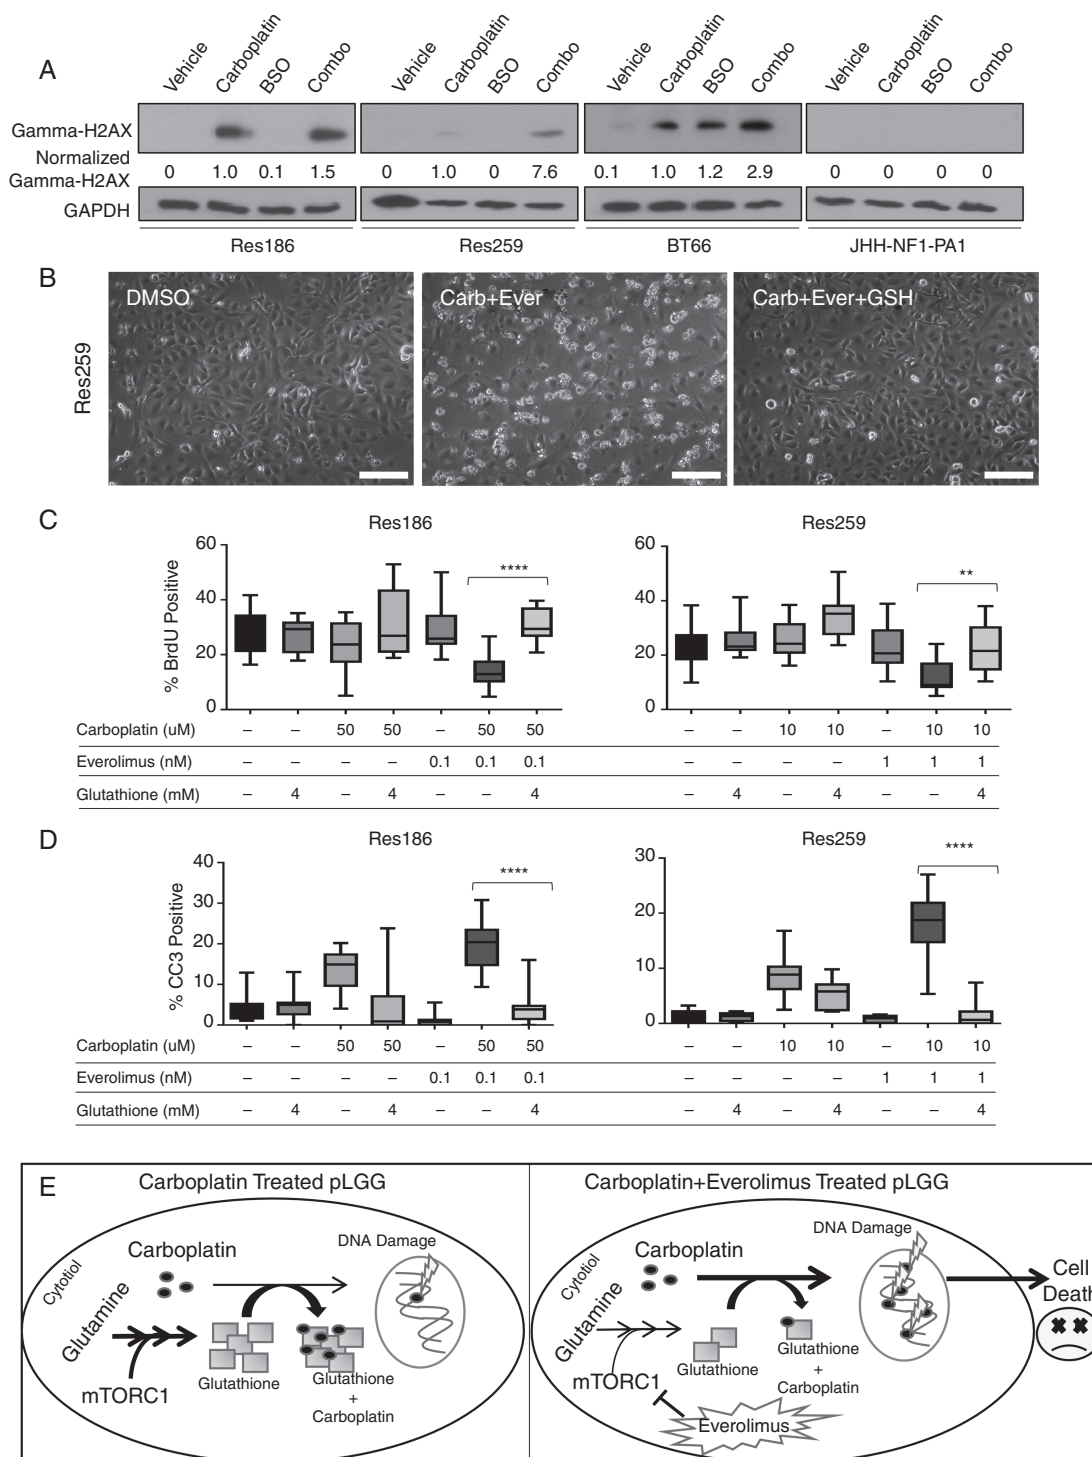 A
Vehicle Carboplatin BSO Combo Vehicle Carboplatin BSO Combo Vehicle Carboplatin BSO Combo Vehicle Carboplatin BSO Combo
Gamma-H2AX
Normalized
Gamma-H2AX
0 1.0 0.1 1.5 0 1.0 0 7.6 0.1 1.0 1.2 2.9 0 0 0 0
GAPDH
Res186 Res259 BT66 JHH-NF1-PA1
B
Res259
DMSO Carb+Ever Carb+Ever+GSH
C
Res186 Res259
% BrdU Positive
60 60
40 40
20 20
0 0
**** **
Carboplatin (uM) – – 50 50 – 50 50 – – 10 10 – 10 10
Everolimus (nM) – – – – 0.1 0.1 0.1 – – – – 1 1 1
Glutathione (mM) – 4 – 4 – – 4 – 4 – 4 – – 4
D
Res186 Res259
% CC3 Positive
40 30
30 20
20 10
10 0
0
**** ****
Carboplatin (uM) – – 50 50 – 50 50 – – 10 10 – 10 10
Everolimus (nM) – – – – 0.1 0.1 0.1 – – – – 1 1 1
Glutathione (mM) – 4 – 4 – – 4 – 4 – 4 – – 4
E
Carboplatin Treated pLGG
Cytotiol
Carboplatin
DNA Damage
Glutamine
mTORC1
Glutathione
Glutathione
+
Carboplatin
Carboplatin+Everolimus Treated pLGG
Cytotiol
Carboplatin
DNA Damage
Glutamine
mTORC1
Glutathione
Glutathione
+
Carboplatin
Everolimus
Cell
Death